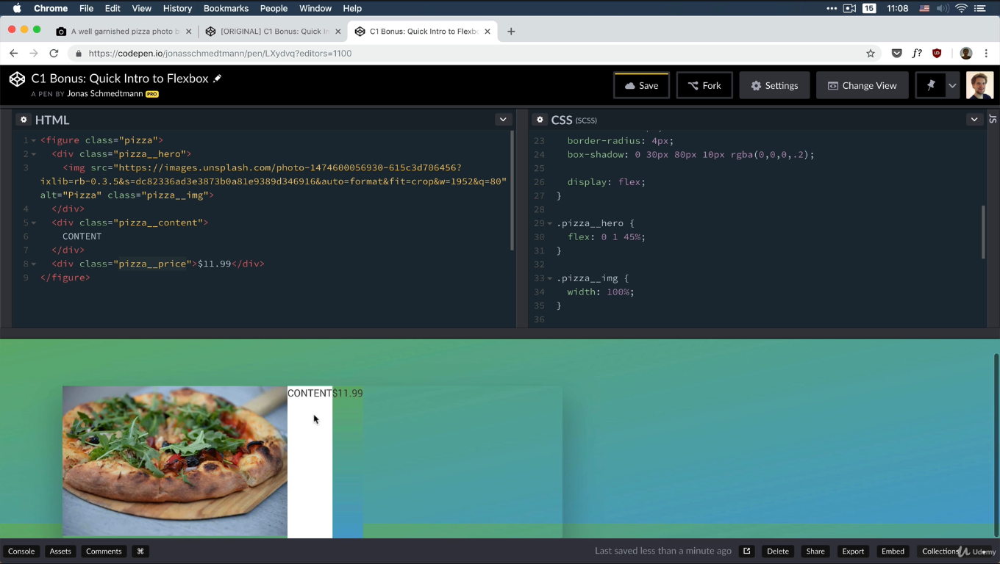 Chrome File Edit View History Bookmarks People Window Help
15 11:08
A well garnished pizza photo b
[ORIGINAL] C1 Bonus: Quick In
C1 Bonus: Quick Intro to Flexbo
https://codepen.io/jonasschmedtmann/pen/LXydvq?editors=1100
f?
C1 Bonus: Quick Intro to Flexbox
A PEN BY Jonas Schmedtmann PRO
Save Fork Settings Change View
HTML
1 <figure class="pizza">
2 <div class="pizza__hero">
3 <img src="https://images.unsplash.com/photo-1474600056930-615c3d706456?
ixlib=rb-0.3.5&s=dc82336ad3e3873b0a81e9389d346916&auto=format&fit=crop&w=1952&q=80"
alt="Pizza" class="pizza__img">
4 </div>
5 <div class="pizza__content">
6 CONTENT
7 </div>
8 <div class="pizza__price">$11.99</div>
9 </figure>
CSS (SCSS)
23 border-radius: 4px;
24 box-shadow: 0 30px 80px 10px rgba(0,0,0,.2);
25
26 display: flex;
27 }
28
29 .pizza__hero {
30 flex: 0 1 45%;
31 }
32
33 .pizza__img {
34 width: 100%;
35 }
36
JS
CONTENT$11.99
Console Assets Comments ⌘
Last saved less than a minute ago
Delete Share Export Embed Collections
Udemy